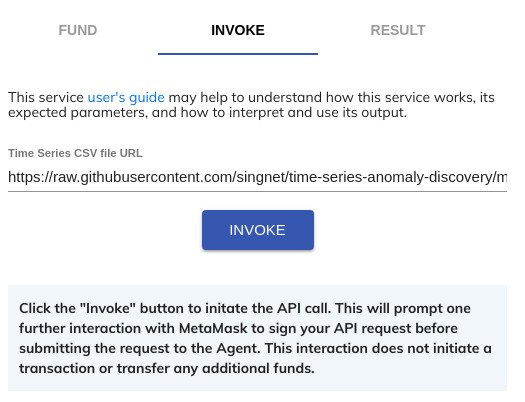 FUND INVOKE RESULT
This service user's guide may help to understand how this service works, its
expected parameters, and how to interpret and use its output.
Time Series CSV file URL
https://raw.githubusercontent.com/singnet/time-series-anomaly-discovery/m
INVOKE
Click the "Invoke" button to initate the API call. This will prompt one
further interaction with MetaMask to sign your API request before
submitting the request to the Agent. This interaction does not initiate a
transaction or transfer any additional funds.